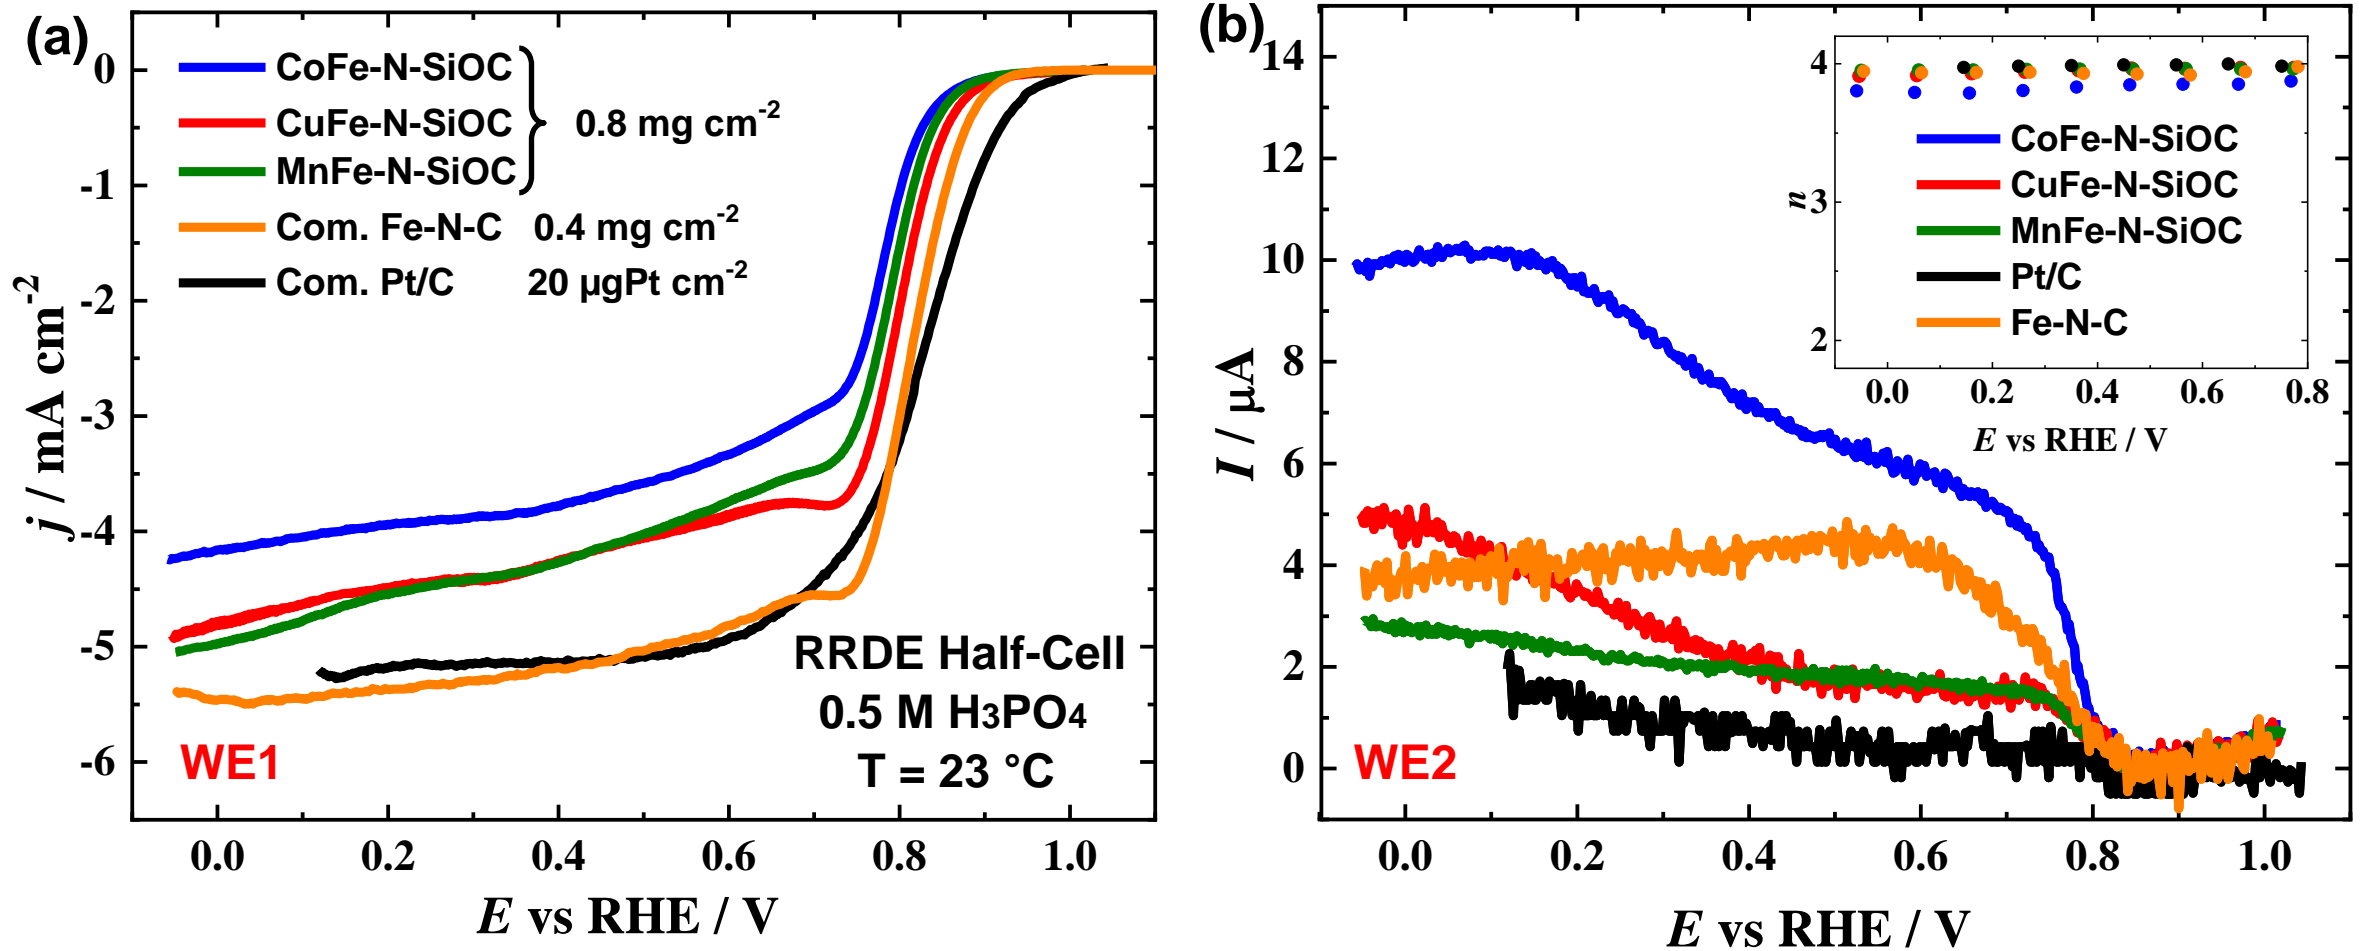 (a)
CoFe-N-SiOC
CuFe-N-SiOC
MnFe-N-SiOC
0.8 mg cm-2
Com. Fe-N-C 0.4 mg cm-2
Com. Pt/C 20 µgPt cm-2
0
-1
-2
-3
-4
-5
-6
j / mA cm-2
RRDE Half-Cell
0.5 M H3PO4
T = 23 °C
WE1
0.0 0.2 0.4 0.6 0.8 1.0
E vs RHE / V
(b)
14
12
10
8
6
4
2
0
I / µA
4
3
2
n
CoFe-N-SiOC
CuFe-N-SiOC
MnFe-N-SiOC
Pt/C
Fe-N-C
0.0 0.2 0.4 0.6 0.8
E vs RHE / V
WE2
0.0 0.2 0.4 0.6 0.8 1.0
E vs RHE / V